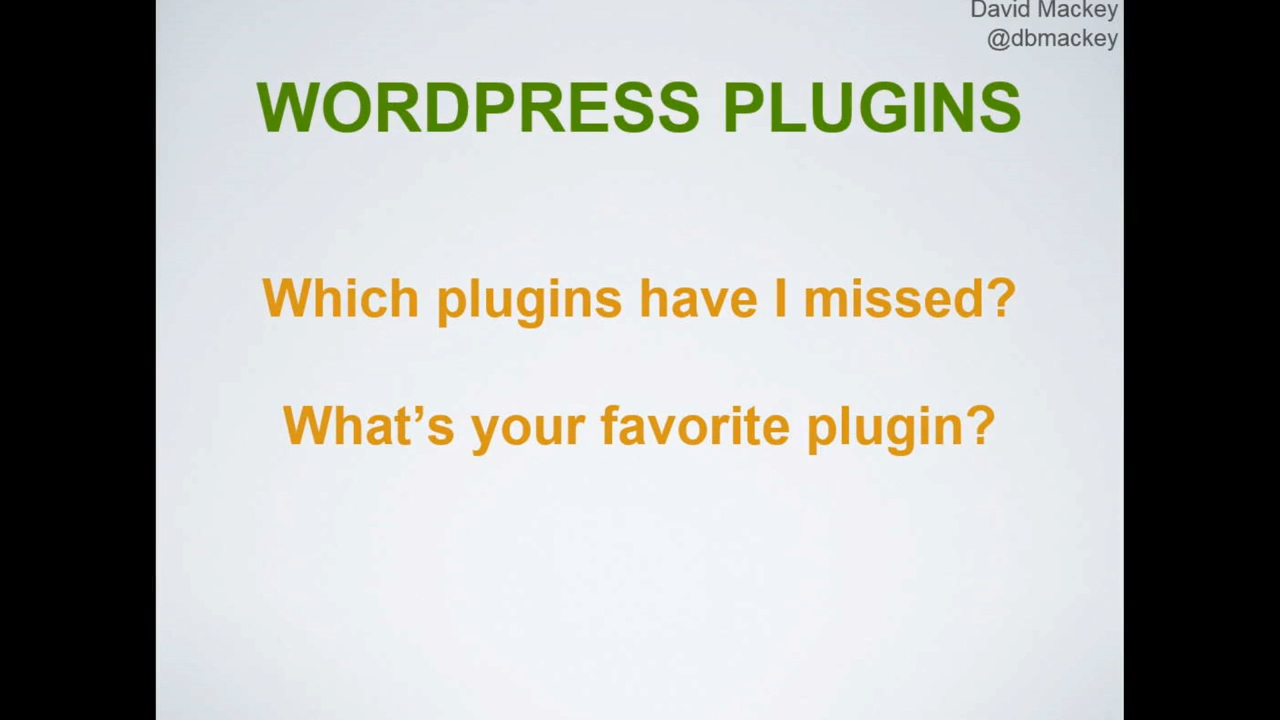 David Mackey
@dbmackey
WORDPRESS PLUGINS
Which plugins have I missed?
What’s your favorite plugin?